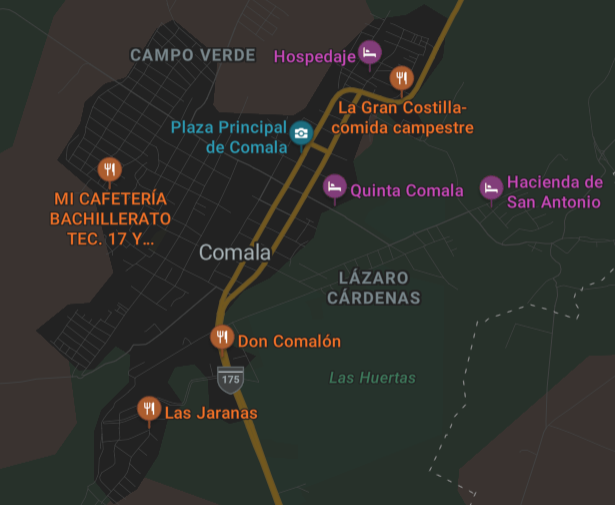 CAMPO VERDE
Hospedaje
La Gran Costilla-
comida campestre
Plaza Principal
de Comala
MI CAFETERÍA
BACHILLERATO
TEC. 17 Y...
Quinta Comala
Hacienda de
San Antonio
Comala
LÁZARO
CÁRDENAS
Don Comalón
175
Las Huertas
Las Jaranas